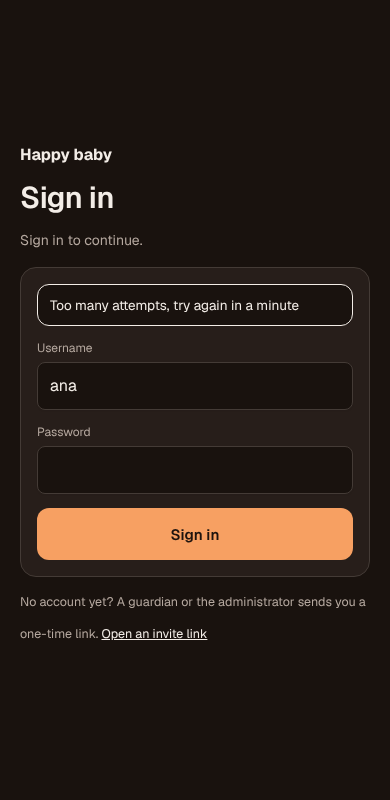 Happy baby
Sign in
Sign in to continue.
Too many attempts, try again in a minute
Username
ana
Password
Sign in
No account yet? A guardian or the administrator sends you a
one-time link. Open an invite link